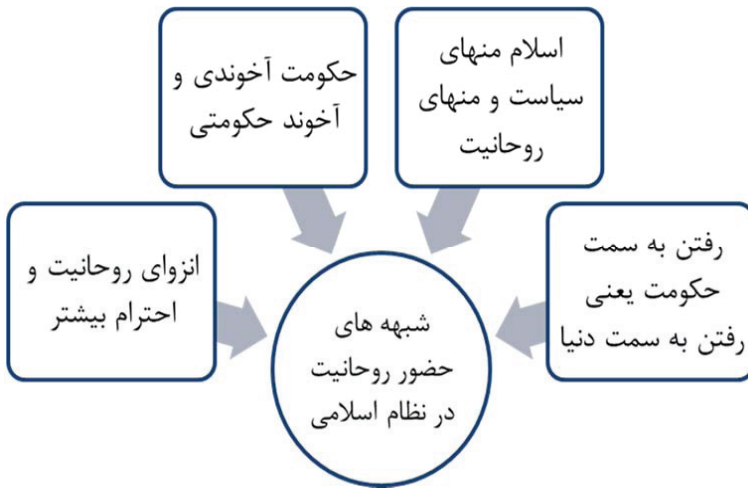 اسلام منهای
سیاست و منهای
روحانیت
حکومت آخوندی و
آخوند حکومتی
رفتن به سمت
حکومت یعنی
رفتن به سمت دنیا
انزوای روحانیت و
احترام بیشتر
شبهه های
حضور روحانیت
در نظام اسلامی